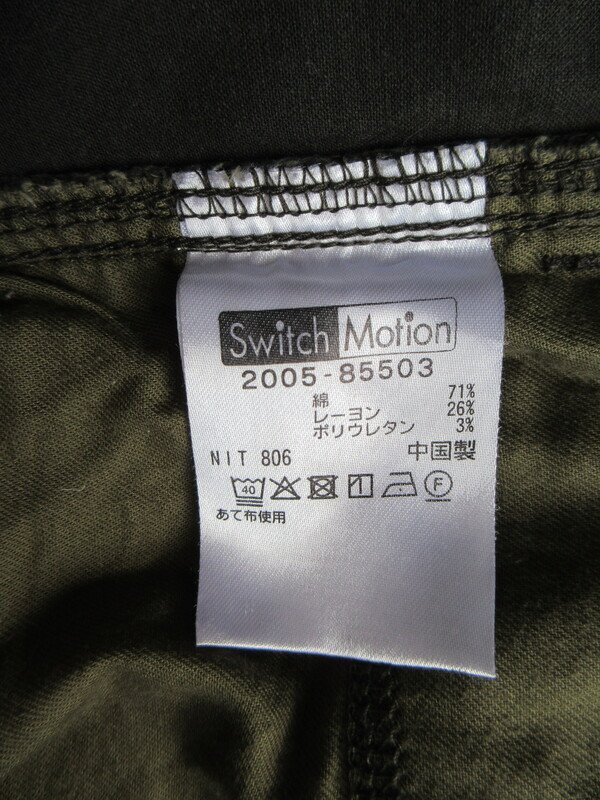 Switch Motion
2005-85503
綿 71%
レーヨン 26%
ポリウレタン 3%
NIT 806 中国製
40 F
あて布使用